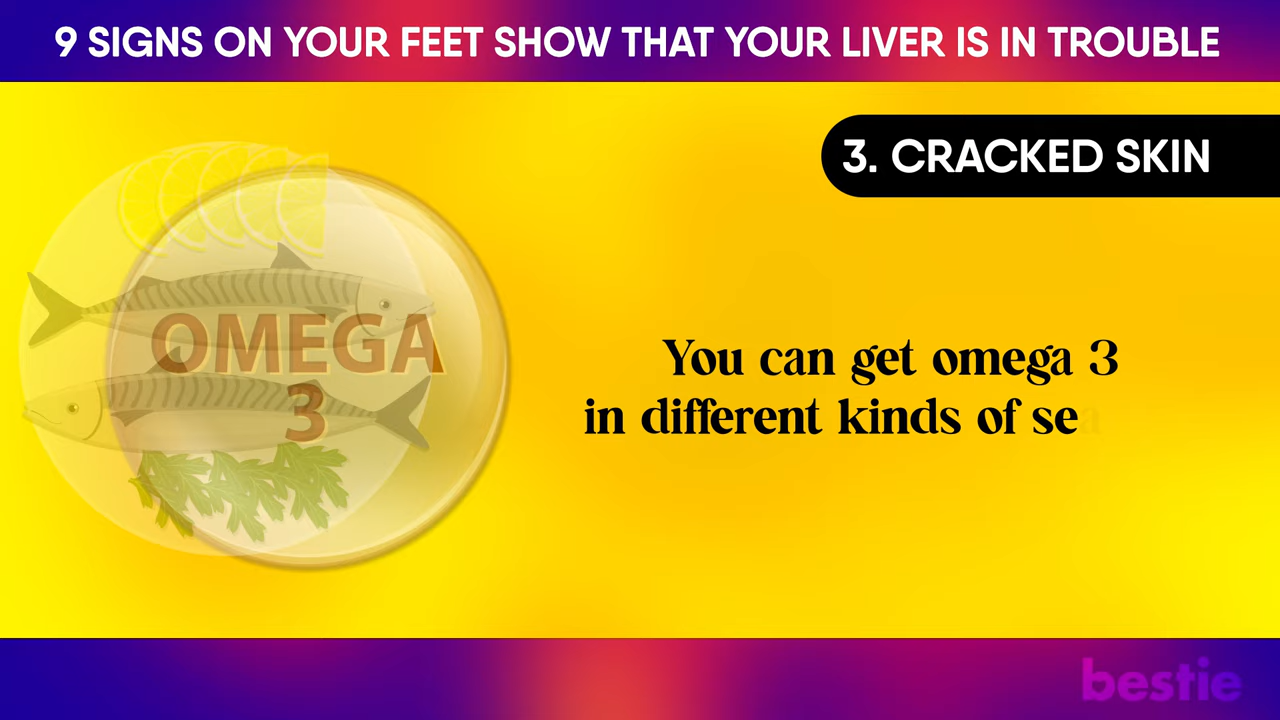 9 SIGNS ON YOUR FEET SHOW THAT YOUR LIVER IS IN TROUBLE
3. CRACKED SKIN
OMEGA
3
You can get omega 3
in different kinds of sea
bestie